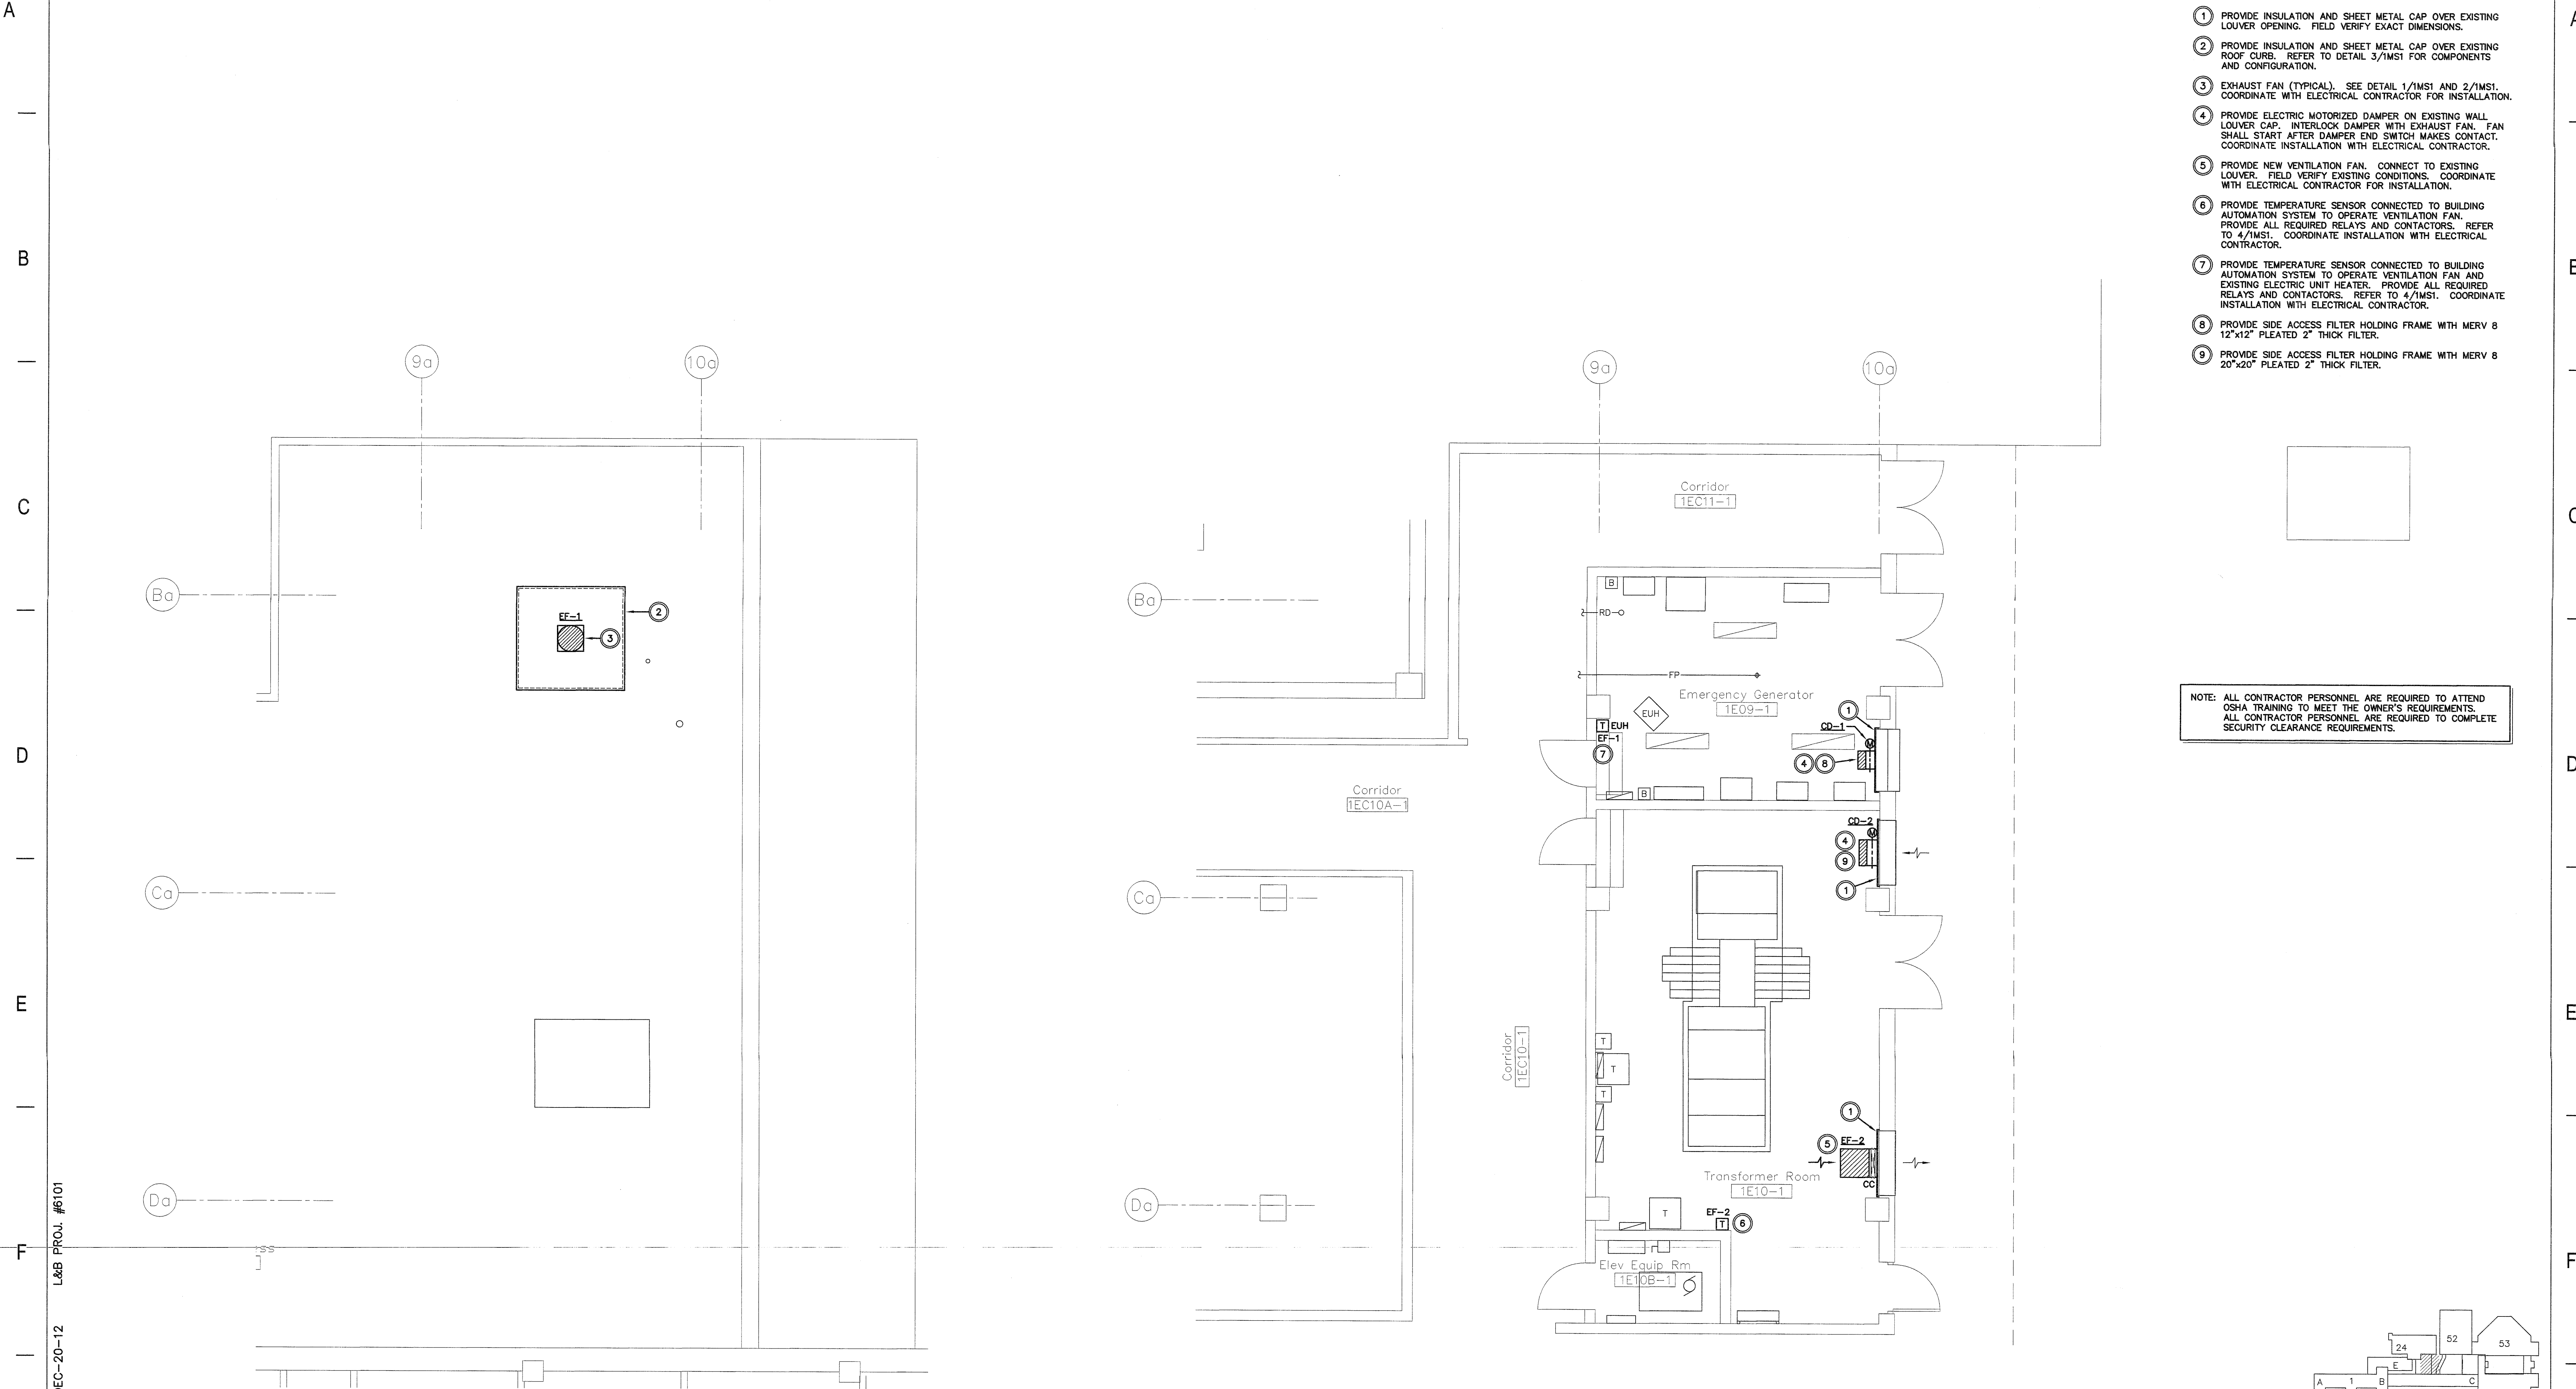 A
A
1 PROVIDE INSULATION AND SHEET METAL CAP OVER EXISTING
LOUVER OPENING. FIELD VERIFY EXACT DIMENSIONS.
2 PROVIDE INSULATION AND SHEET METAL CAP OVER EXISTING
ROOF CURB. REFER TO DETAIL 3/1MS1 FOR COMPONENTS
AND CONFIGURATION.
3 EXHAUST FAN (TYPICAL). SEE DETAIL 1/1MS1 AND 2/1MS1.
COORDINATE WITH ELECTRICAL CONTRACTOR FOR INSTALLATION.
4 PROVIDE ELECTRIC MOTORIZED DAMPER ON EXISTING WALL
LOUVER CAP. INTERLOCK DAMPER WITH EXHAUST FAN. FAN
SHALL START AFTER DAMPER END SWITCH MAKES CONTACT.
COORDINATE INSTALLATION WITH ELECTRICAL CONTRACTOR.
5 PROVIDE NEW VENTILATION FAN. CONNECT TO EXISTING
LOUVER. FIELD VERIFY EXISTING CONDITIONS. COORDINATE
WITH ELECTRICAL CONTRACTOR FOR INSTALLATION.
6 PROVIDE TEMPERATURE SENSOR CONNECTED TO BUILDING
AUTOMATION SYSTEM TO OPERATE VENTILATION FAN.
PROVIDE ALL REQUIRED RELAYS AND CONTACTORS. REFER
TO 4/1MS1. COORDINATE INSTALLATION WITH ELECTRICAL
CONTRACTOR.
7 PROVIDE TEMPERATURE SENSOR CONNECTED TO BUILDING
AUTOMATION SYSTEM TO OPERATE VENTILATION FAN AND
EXISTING ELECTRIC UNIT HEATER. PROVIDE ALL REQUIRED
RELAYS AND CONTACTORS. REFER TO 4/1MS1. COORDINATE
INSTALLATION WITH ELECTRICAL CONTRACTOR.
8 PROVIDE SIDE ACCESS FILTER HOLDING FRAME WITH MERV 8
12"x12" PLEATED 2" THICK FILTER.
9 PROVIDE SIDE ACCESS FILTER HOLDING FRAME WITH MERV 8
20"x20" PLEATED 2" THICK FILTER.
B
9a
10a
9a
10a
C
Corridor
1EC11-1
Ba
EF-1
2
3
Ba
B
RD
FP
Emergency Generator
1E09-1
EUH
T EUH
EF-1
7
1
CD-1
M
4 8
B
NOTE: ALL CONTRACTOR PERSONNEL ARE REQUIRED TO ATTEND
OSHA TRAINING TO MEET THE OWNER'S REQUIREMENTS.
ALL CONTRACTOR PERSONNEL ARE REQUIRED TO COMPLETE
SECURITY CLEARANCE REQUIREMENTS.
D
D
Corridor
1EC10A-1
CD-2
M
4
9
1
Ca
Ca
E
E
Corridor
1EC10-1
T
T
T
1
5 EF-2
CC
Transformer Room
1E10-1
Da
Da
T
EF-2
T 6
F
F
SS
Elev Equip Rm
1E10B-1
DEC-20-12 L&B PROJ. #6101
52
53
24
E
A 1 B C